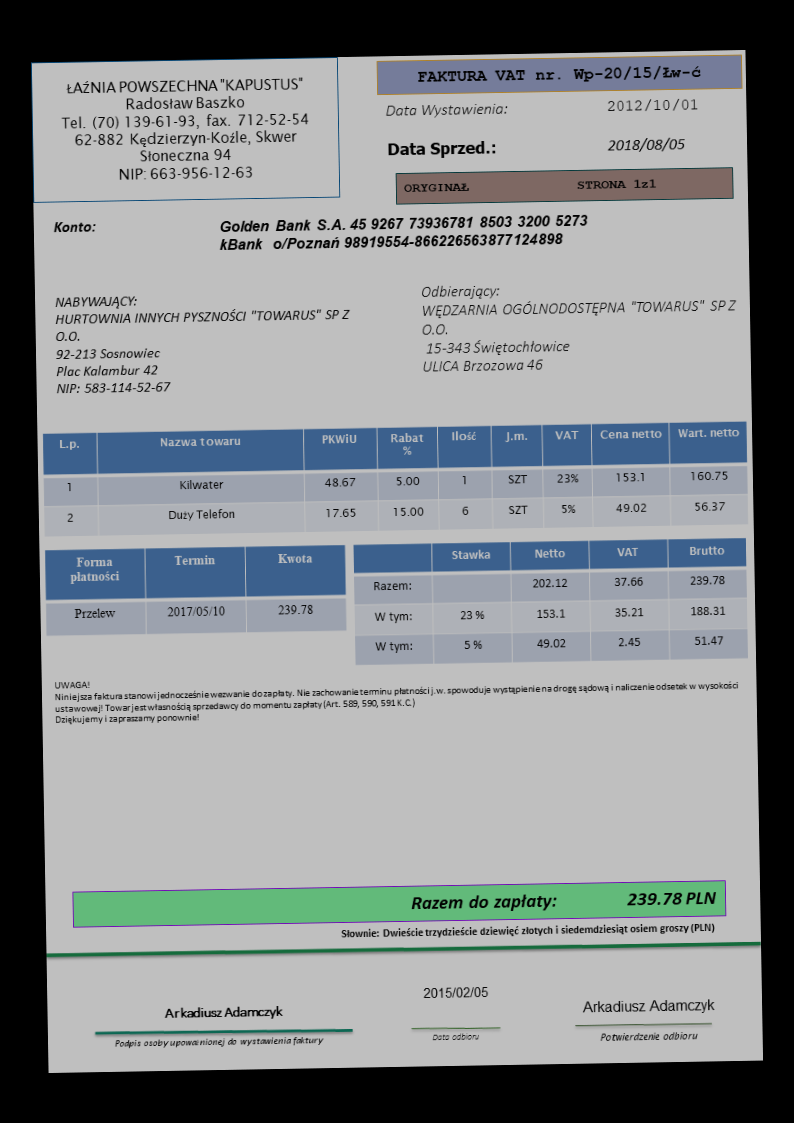 ŁAŹNIA POWSZECHNA "KAPUSTUS"
Radosław Baszko
Tel. (70) 139-61-93, fax. 712-52-54
62-882 Kędzierzyn-Koźle, Skwer
Słoneczna 94
NIP: 663-956-12-63
FAKTURA VAT nr. Wp-20/15/Łw-ć
Data Wystawienia: 2012/10/01
Data Sprzed.: 2018/08/05
ORYGINAŁ STRONA 1z1
Konto: Golden Bank S.A. 45 9267 73936781 8503 3200 5273
kBank o/Poznań 98919554-866226563877124898
NABYWAJĄCY:
HURTOWNIA INNYCH PYSZNOŚCI "TOWARUS" SP Z
O.O.
92-213 Sosnowiec
Plac Kalambur 42
NIP: 583-114-52-67
Odbierający:
WĘDZARNIA OGÓLNODOSTĘPNA "TOWARUS" SP Z
O.O.
15-343 Świętochłowice
ULICA Brzozowa 46
L.p. Nazwa towaru PKWiU Rabat % Ilość J.m. VAT Cena netto Wart. netto
1 Kilwater 48.67 5.00 1 SZT 23% 153.1 160.75
2 Duży Telefon 17.65 15.00 6 SZT 5% 49.02 56.37
Forma płatności Termin Kwota
Przelew 2017/05/10 239.78
Stawka Netto VAT Brutto
Razem: 202.12 37.66 239.78
W tym: 23 % 153.1 35.21 188.31
W tym: 5 % 49.02 2.45 51.47
UWAGA!
Niniejsza faktura stanowi jednocześnie wezwanie do zapłaty. Nie zachowanie terminu płatności j.w. spowoduje wystąpienie na drogę sądową i naliczenie odsetek w wysokości
ustawowej! Towar jest własnością sprzedawcy do momentu zapłaty (Art. 589, 590, 591 K.C.)
Dziękujemy i zapraszamy ponownie!
Razem do zapłaty: 239.78 PLN
Słownie: Dwieście trzydzieście dziewięć złotych i siedemdziesiąt osiem groszy (PLN)
Arkadiusz Adamczyk
Podpis osoby upoważnionej do wystawienia faktury
2015/02/05
Data odbioru
Arkadiusz Adamczyk
Potwierdzenie odbioru